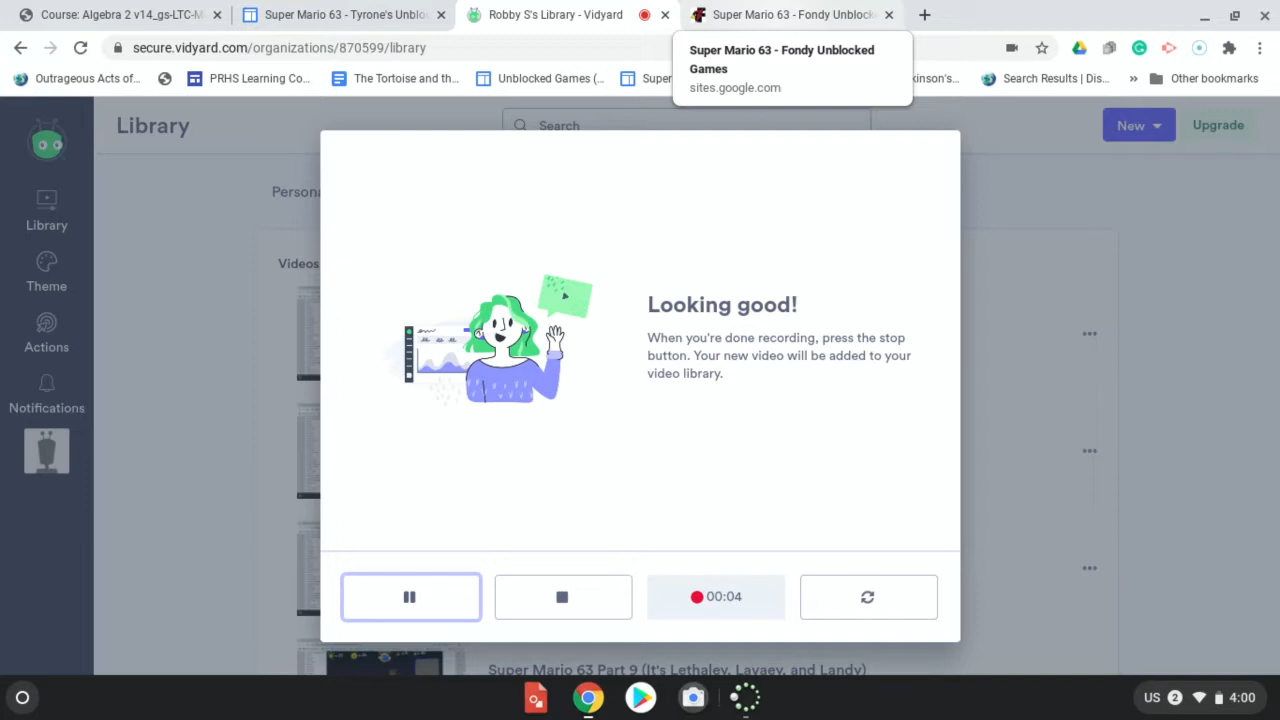 Course: Algebra 2 v14_gs-LTC-M
Super Mario 63 - Tyrone's Unblo
Robby S's Library - Vidyard
Super Mario 63 - Fondy Unblock
secure.vidyard.com/organizations/870599/library
Super Mario 63 - Fondy Unblocked
Games
sites.google.com
Outrageous Acts of...
PRHS Learning Co...
The Tortoise and th...
Unblocked Games (...
Super
kinson's...
Search Results | Dis...
»
Other bookmarks
Library
Search
New
Upgrade
Persona
Library
Videos
Theme
Actions
Notifications
Looking good!
When you're done recording, press the stop
button. Your new video will be added to your
video library.
00:04
Super Mario 63 Part 9 (It's Lethaley, Lavaey, and Landy)
US 2 4:00